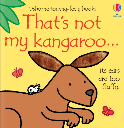 Usborne touchy-feely books
That's not
my kangaroo...
Its ears
are too
fluffy.